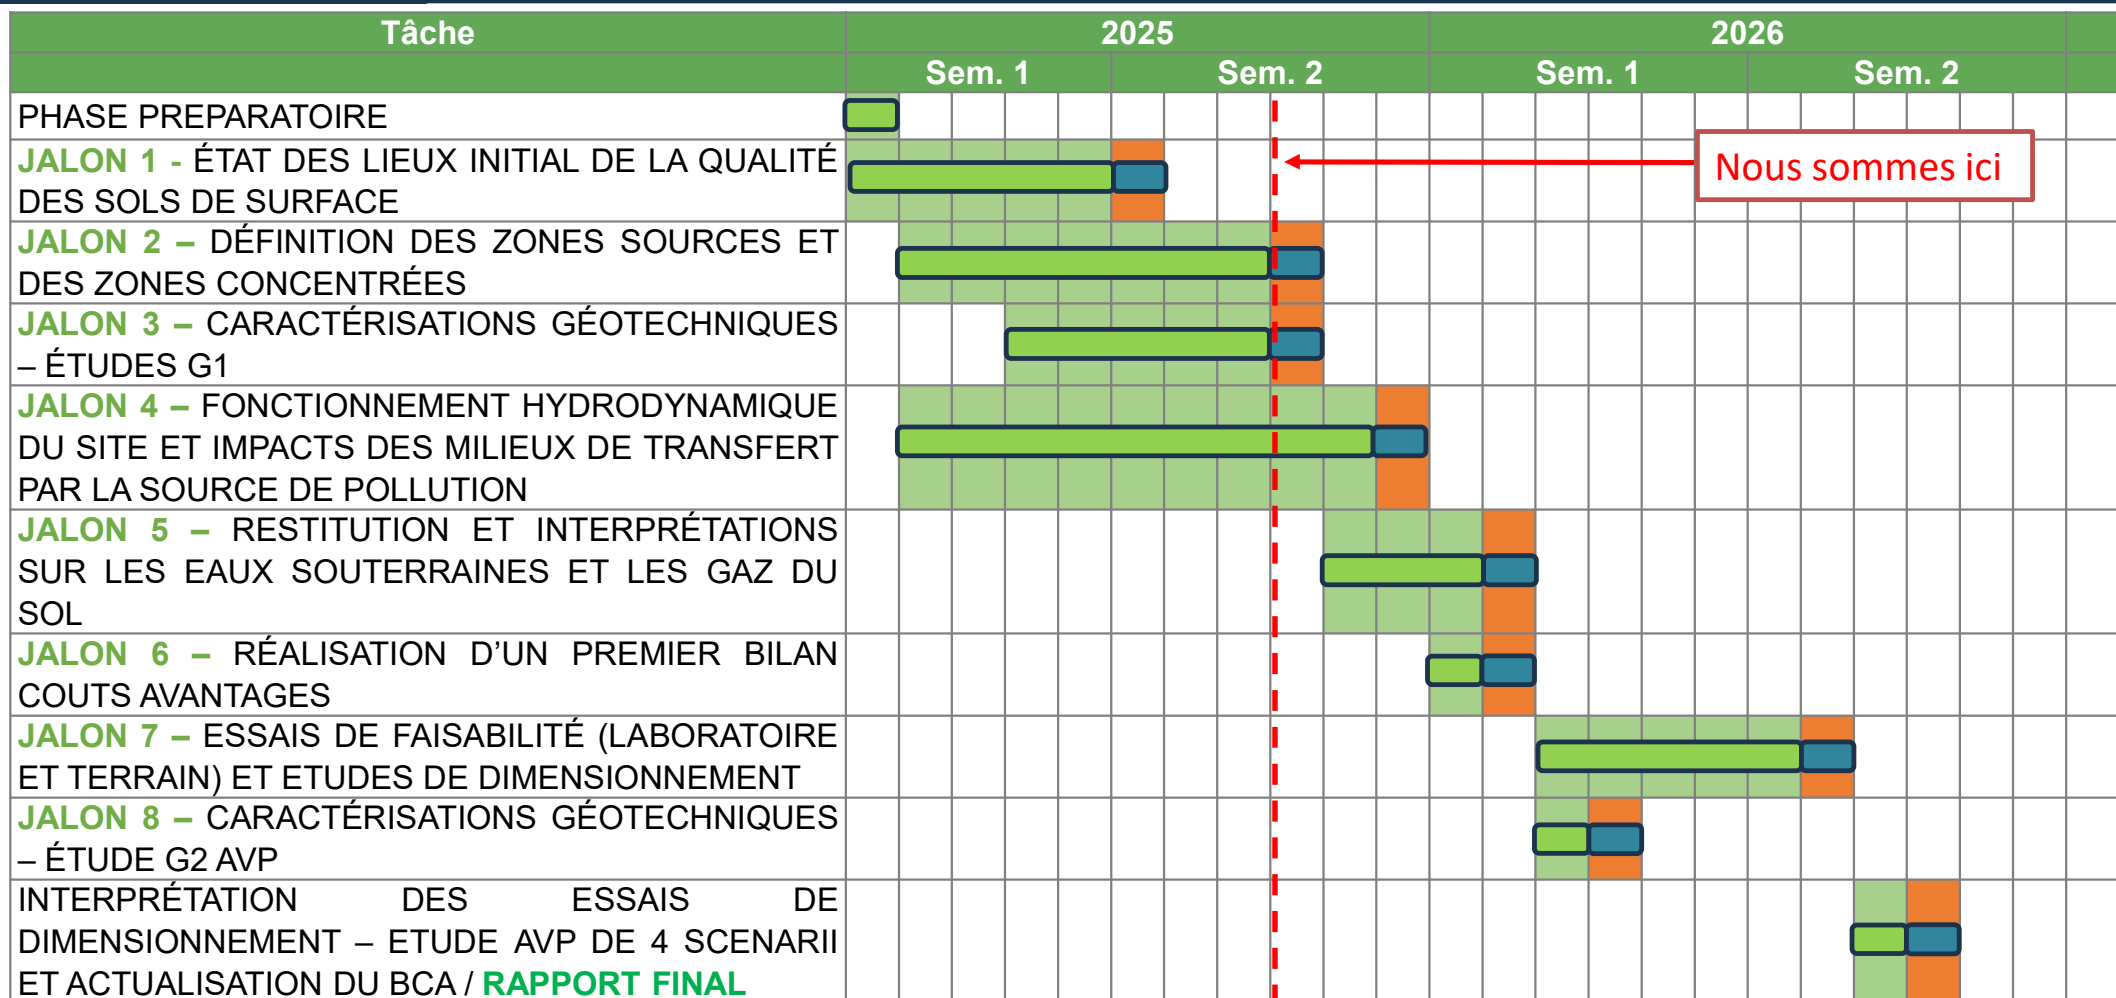 Tâche 2025 2026
Sem. 1 Sem. 2 Sem. 1 Sem. 2
PHASE PREPARATOIRE
JALON 1 - ÉTAT DES LIEUX INITIAL DE LA QUALITÉ
DES SOLS DE SURFACE
Nous sommes ici
JALON 2 – DÉFINITION DES ZONES SOURCES ET
DES ZONES CONCENTRÉES
JALON 3 – CARACTÉRISATIONS GÉOTECHNIQUES
– ÉTUDES G1
JALON 4 – FONCTIONNEMENT HYDRODYNAMIQUE
DU SITE ET IMPACTS DES MILIEUX DE TRANSFERT
PAR LA SOURCE DE POLLUTION
JALON 5 – RESTITUTION ET INTERPRÉTATIONS
SUR LES EAUX SOUTERRAINES ET LES GAZ DU
SOL
JALON 6 – RÉALISATION D’UN PREMIER BILAN
COUTS AVANTAGES
JALON 7 – ESSAIS DE FAISABILITÉ (LABORATOIRE
ET TERRAIN) ET ETUDES DE DIMENSIONNEMENT
JALON 8 – CARACTÉRISATIONS GÉOTECHNIQUES
– ÉTUDE G2 AVP
INTERPRÉTATION DES ESSAIS DE
DIMENSIONNEMENT – ETUDE AVP DE 4 SCENARII
ET ACTUALISATION DU BCA / RAPPORT FINAL